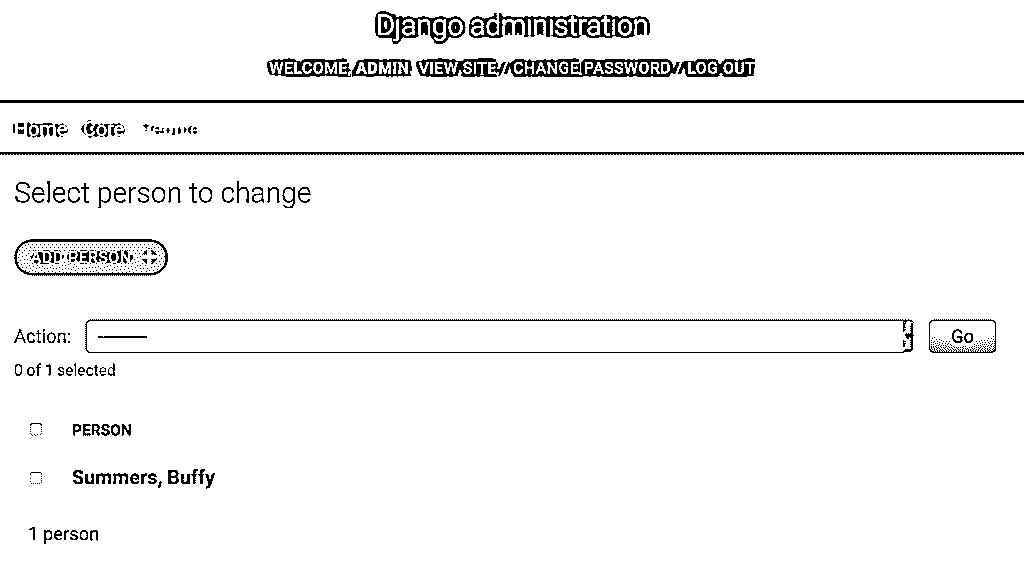 Django administration
WELCOME, ADMIN VIEW SITE / CHANGE PASSWORD / LOG OUT
Home Core
Select person to change
ADD PERSON
Action: ---------
Go
0 of 1 selected
PERSON
Summers, Buffy
1 person